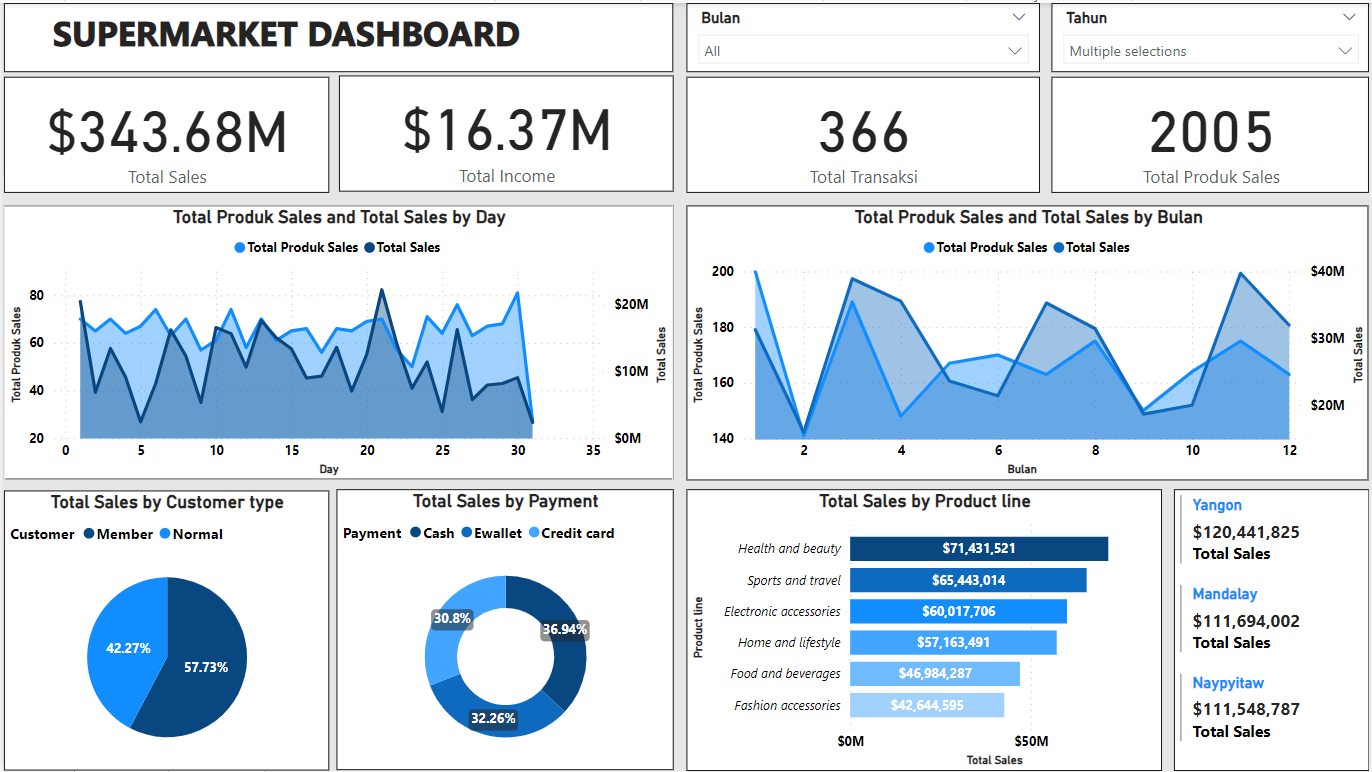 SUPERMARKET DASHBOARD
Bulan
All
Tahun
Multiple selections
$343.68M
Total Sales
$16.37M
Total Income
366
Total Transaksi
2005
Total Produk Sales
Total Produk Sales and Total Sales by Day
Total Produk Sales Total Sales
Total Produk Sales
80
60
40
20
$20M
$10M
$0M
Total Sales
0 5 10 15 20 25 30 35
Day
Total Produk Sales and Total Sales by Bulan
Total Produk Sales Total Sales
Total Produk Sales
200
180
160
140
$40M
$30M
$20M
Total Sales
2 4 6 8 10 12
Bulan
Total Sales by Customer type
Customer Member Normal
42.27%
57.73%
Total Sales by Payment
Payment Cash Ewallet Credit card
30.8%
36.94%
32.26%
Total Sales by Product line
Product line
Health and beauty $71,431,521
Sports and travel $65,443,014
Electronic accessories $60,017,706
Home and lifestyle $57,163,491
Food and beverages $46,984,287
Fashion accessories $42,644,595
$0M $50M
Total Sales
Yangon
$120,441,825
Total Sales
Mandalay
$111,694,002
Total Sales
Naypyitaw
$111,548,787
Total Sales